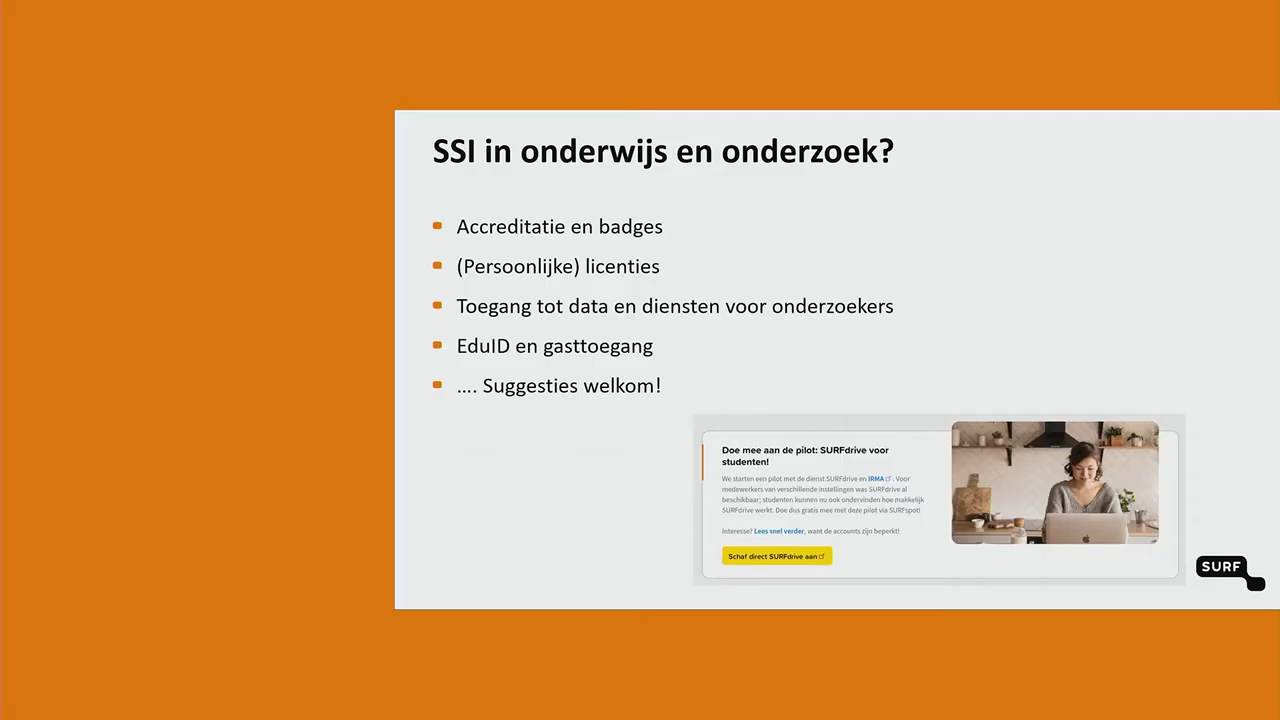 SSI in onderwijs en onderzoek?
Accreditatie en badges
(Persoonlijke) licenties
Toegang tot data en diensten voor onderzoekers
EduID en gasttoegang
.... Suggesties welkom!
Doe mee aan de pilot: SURFdrive voor
studenten!
We starten een pilot met de dienst SURFdrive en IRMA. Voor
medewerkers van verschillende instellingen was SURFdrive al
beschikbaar; studenten kunnen nu ook ondervinden hoe makkelijk
SURFdrive werkt. Doe dus gratis mee met deze pilot via SURFspot!
Interesse? Lees snel verder, want de accounts zijn beperkt!
Schaf direct SURFdrive aan
SURF